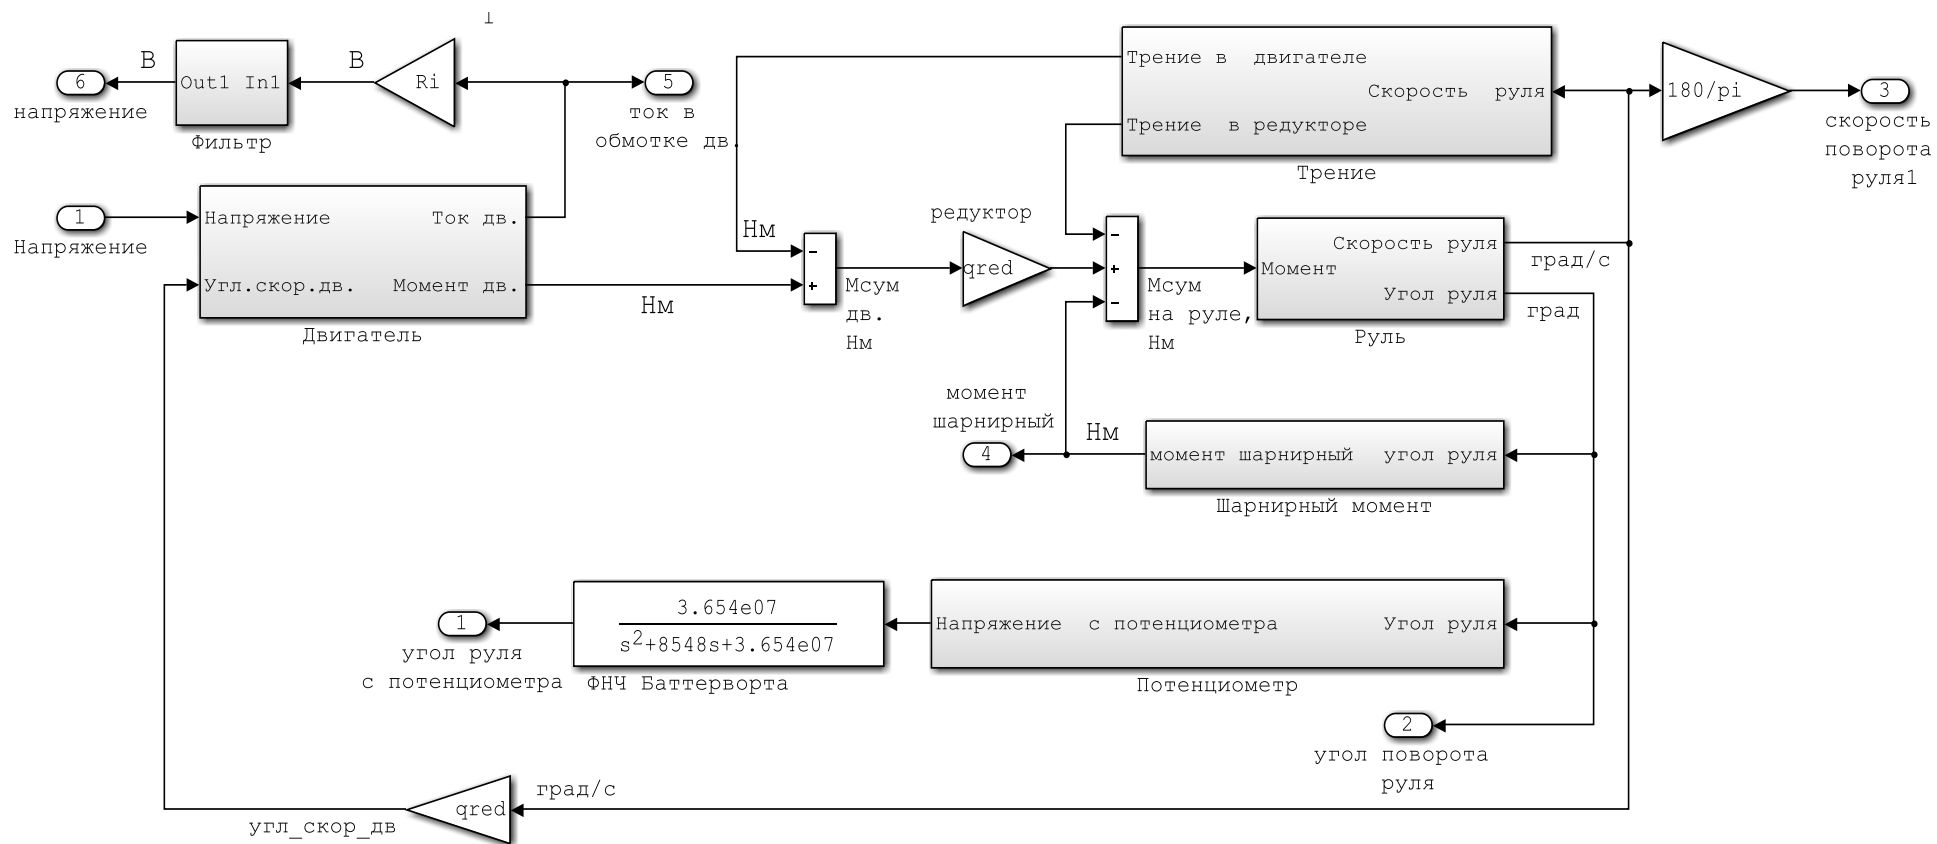 В
В
6
Out1 In1
Ri
5
напряжение
Фильтр
ток в
обмотке дв.
Трение в двигателе
Скорость руля
Трение в редукторе
Трение
180/pi
3
скорость
поворота
руля1
1
Напряжение
Напряжение
Ток дв.
Угл.скор.дв.
Момент дв.
Двигатель
Нм
Нм
-
+
Мсум
дв.
Нм
редуктор
qred
-
+
-
Мсум
на руле,
Нм
Скорость руля
Момент
Угол руля
Руль
град/с
град
момент
шарнирный
4
Нм
момент шарнирный
угол руля
Шарнирный момент
1
угол руля
с потенциометра
3.654e07
s2+8548s+3.654e07
ФНЧ Баттерворта
Напряжение с потенциометра
Угол руля
Потенциометр
2
угол поворота
руля
град/с
qred
угл_скор_дв